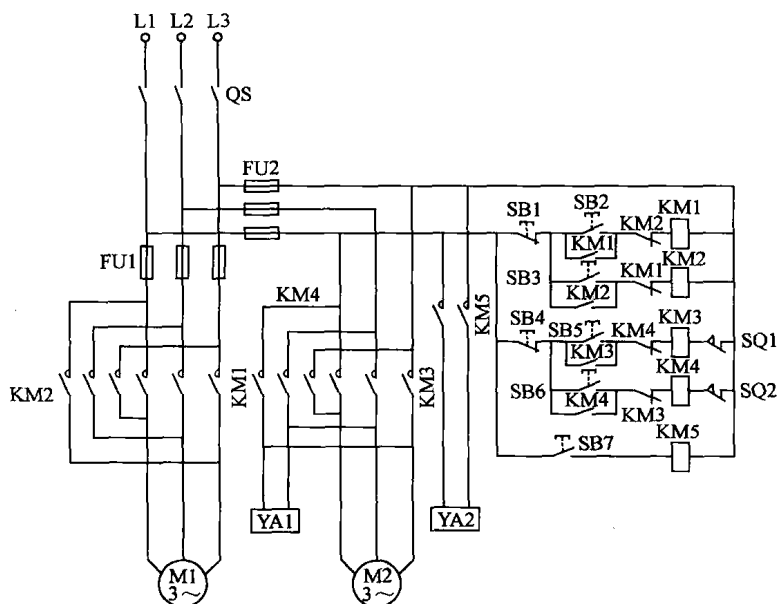 L1 L2 L3
QS
FU2
SB1
SB2
KM2
KM1
KM1
FU1
SB3
KM1
KM2
KM2
KM4
KM5
SB4
SB5
KM4
KM3
SQ1
KM3
KM4
SB6
KM2
KM1
KM3
KM4
KM3
SQ2
KM5
SB7
YA1
YA2
M1
3~
M2
3~